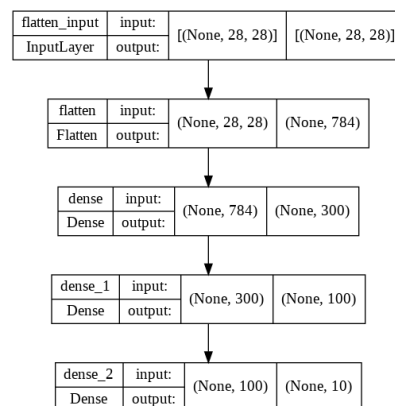 flatten_input input: [(None, 28, 28)] [(None, 28, 28)]
InputLayer output:
flatten input: (None, 28, 28) (None, 784)
Flatten output:
dense input: (None, 784) (None, 300)
Dense output:
dense_1 input: (None, 300) (None, 100)
Dense output:
dense_2 input: (None, 100) (None, 10)
Dense output: